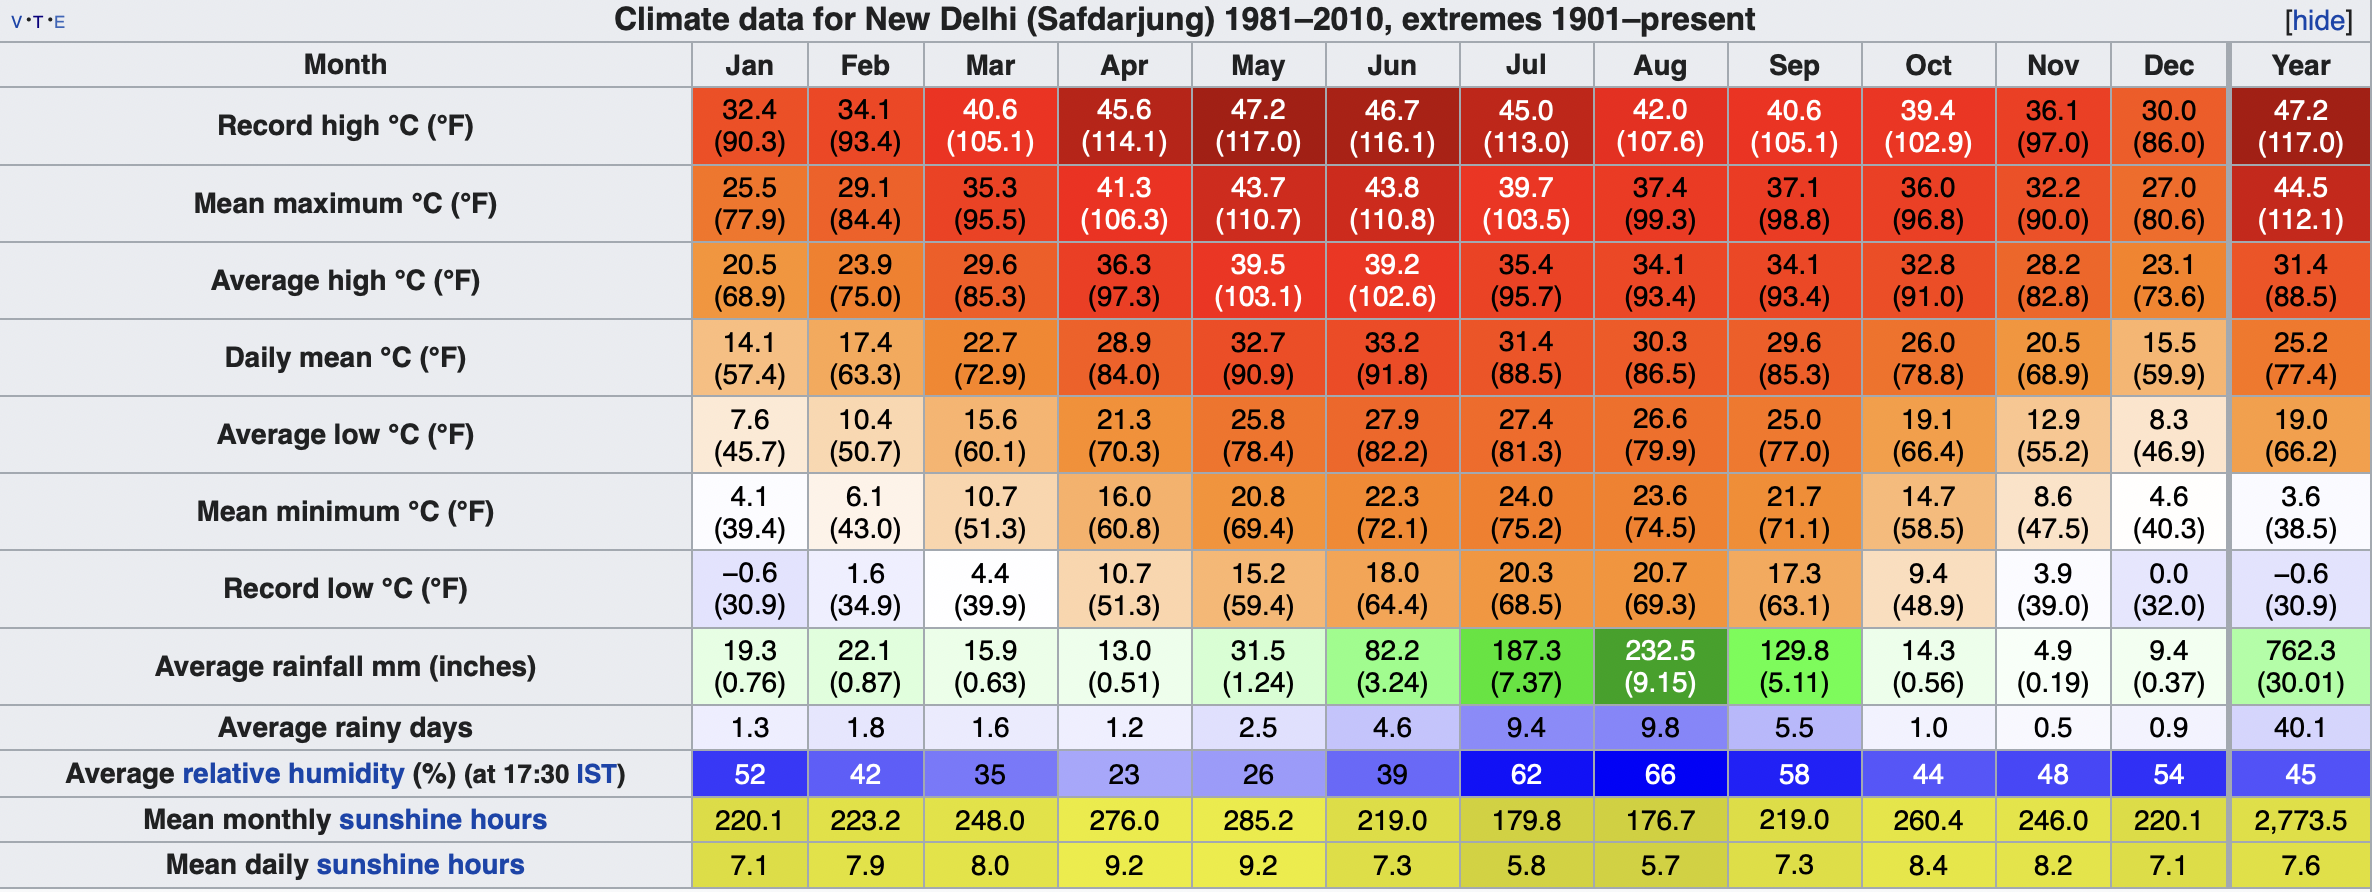 V•T•E Climate data for New Delhi (Safdarjung) 1981–2010, extremes 1901–present [hide]
Month Jan Feb Mar Apr May Jun Jul Aug Sep Oct Nov Dec Year
Record high °C (°F) 32.4 34.1 40.6 45.6 47.2 46.7 45.0 42.0 40.6 39.4 36.1 30.0 47.2
(90.3) (93.4) (105.1) (114.1) (117.0) (116.1) (113.0) (107.6) (105.1) (102.9) (97.0) (86.0) (117.0)
Mean maximum °C (°F) 25.5 29.1 35.3 41.3 43.7 43.8 39.7 37.4 37.1 36.0 32.2 27.0 44.5
(77.9) (84.4) (95.5) (106.3) (110.7) (110.8) (103.5) (99.3) (98.8) (96.8) (90.0) (80.6) (112.1)
Average high °C (°F) 20.5 23.9 29.6 36.3 39.5 39.2 35.4 34.1 34.1 32.8 28.2 23.1 31.4
(68.9) (75.0) (85.3) (97.3) (103.1) (102.6) (95.7) (93.4) (93.4) (91.0) (82.8) (73.6) (88.5)
Daily mean °C (°F) 14.1 17.4 22.7 28.9 32.7 33.2 31.4 30.3 29.6 26.0 20.5 15.5 25.2
(57.4) (63.3) (72.9) (84.0) (90.9) (91.8) (88.5) (86.5) (85.3) (78.8) (68.9) (59.9) (77.4)
Average low °C (°F) 7.6 10.4 15.6 21.3 25.8 27.9 27.4 26.6 25.0 19.1 12.9 8.3 19.0
(45.7) (50.7) (60.1) (70.3) (78.4) (82.2) (81.3) (79.9) (77.0) (66.4) (55.2) (46.9) (66.2)
Mean minimum °C (°F) 4.1 6.1 10.7 16.0 20.8 22.3 24.0 23.6 21.7 14.7 8.6 4.6 3.6
(39.4) (43.0) (51.3) (60.8) (69.4) (72.1) (75.2) (74.5) (71.1) (58.5) (47.5) (40.3) (38.5)
Record low °C (°F) −0.6 1.6 4.4 10.7 15.2 18.0 20.3 20.7 17.3 9.4 3.9 0.0 −0.6
(30.9) (34.9) (39.9) (51.3) (59.4) (64.4) (68.5) (69.3) (63.1) (48.9) (39.0) (32.0) (30.9)
Average rainfall mm (inches) 19.3 22.1 15.9 13.0 31.5 82.2 187.3 232.5 129.8 14.3 4.9 9.4 762.3
(0.76) (0.87) (0.63) (0.51) (1.24) (3.24) (7.37) (9.15) (5.11) (0.56) (0.19) (0.37) (30.01)
Average rainy days 1.3 1.8 1.6 1.2 2.5 4.6 9.4 9.8 5.5 1.0 0.5 0.9 40.1
Average relative humidity (%) (at 17:30 IST) 52 42 35 23 26 39 62 66 58 44 48 54 45
Mean monthly sunshine hours 220.1 223.2 248.0 276.0 285.2 219.0 179.8 176.7 219.0 260.4 246.0 220.1 2,773.5
Mean daily sunshine hours 7.1 7.9 8.0 9.2 9.2 7.3 5.8 5.7 7.3 8.4 8.2 7.1 7.6